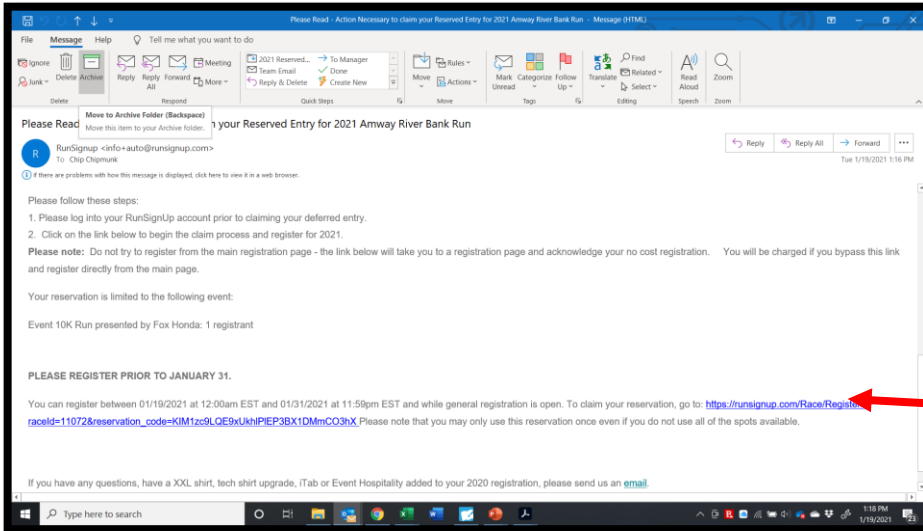 Please Read - Action Necessary to claim your Reserved Entry for 2021 Amway River Bank Run - Message (HTML)
File Message Help Tell me what you want to do
Ignore
Junk
Delete
Archive
Reply
Reply All
Forward
Meeting
More
2021 Reserved...
Team Email
Reply & Delete
To Manager
Done
Create New
Move
Rules
Actions
Mark Unread
Categorize
Follow Up
Translate
Find
Related
Select
Read Aloud
Zoom
Delete Respond Quick Steps Move Tags Editing Speech Zoom
Move to Archive Folder (Backspace)
Move this item to your Archive folder.
Please Read your Reserved Entry for 2021 Amway River Bank Run
R
RunSignup <info+auto@runsignup.com>
To Chip Chipmunk
Reply Reply All Forward
Tue 1/19/2021 1:16 PM
If there are problems with how this message is displayed, click here to view it in a web browser.
Please follow these steps:
1. Please log into your RunSignUp account prior to claiming your deferred entry.
2. Click on the link below to begin the claim process and register for 2021.
Please note: Do not try to register from the main registration page - the link below will take you to a registration page and acknowledge your no cost registration. You will be charged if you bypass this link
and register directly from the main page.
Your reservation is limited to the following event:
Event 10K Run presented by Fox Honda: 1 registrant
PLEASE REGISTER PRIOR TO JANUARY 31.
You can register between 01/19/2021 at 12:00am EST and 01/31/2021 at 11:59pm EST and while general registration is open. To claim your reservation, go to: https://runsignup.com/Race/Register
raceId=11072&reservation_code=KIM1zc9LQE9xUkhIPlEP3BX1DMmCO3hX Please note that you may only use this reservation once even if you do not use all of the spots available.
If you have any questions, have a XXL shirt, tech shirt upgrade, iTab or Event Hospitality added to your 2020 registration, please send us an email.
Type here to search
1:18 PM
1/19/2021